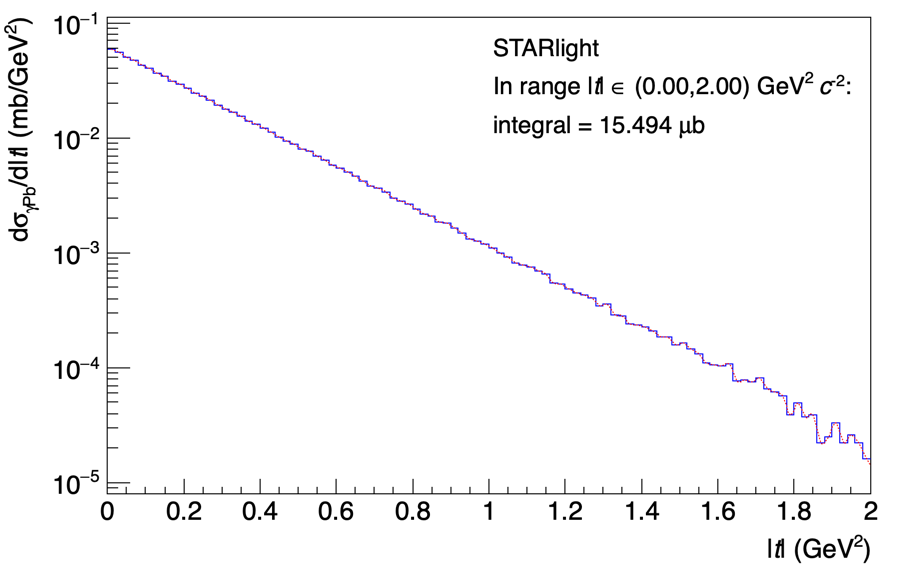 dσ_γPb/d|t| (mb/GeV²)
10⁻¹
10⁻²
10⁻³
10⁻⁴
10⁻⁵
STARlight
In range |t| ∈ (0.00,2.00) GeV² c⁻²:
integral = 15.494 μb
0 0.2 0.4 0.6 0.8 1 1.2 1.4 1.6 1.8 2
|t| (GeV²)